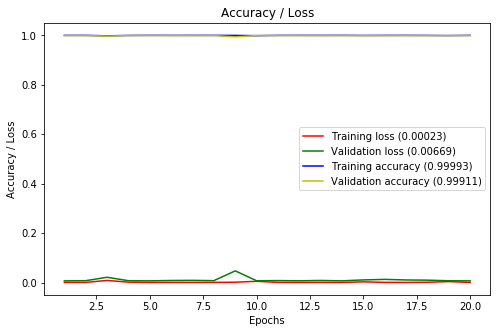 Accuracy / Loss
Accuracy / Loss
1.0
0.8
0.6
0.4
0.2
0.0
Training loss (0.00023)
Validation loss (0.00669)
Training accuracy (0.99993)
Validation accuracy (0.99911)
2.5 5.0 7.5 10.0 12.5 15.0 17.5 20.0
Epochs